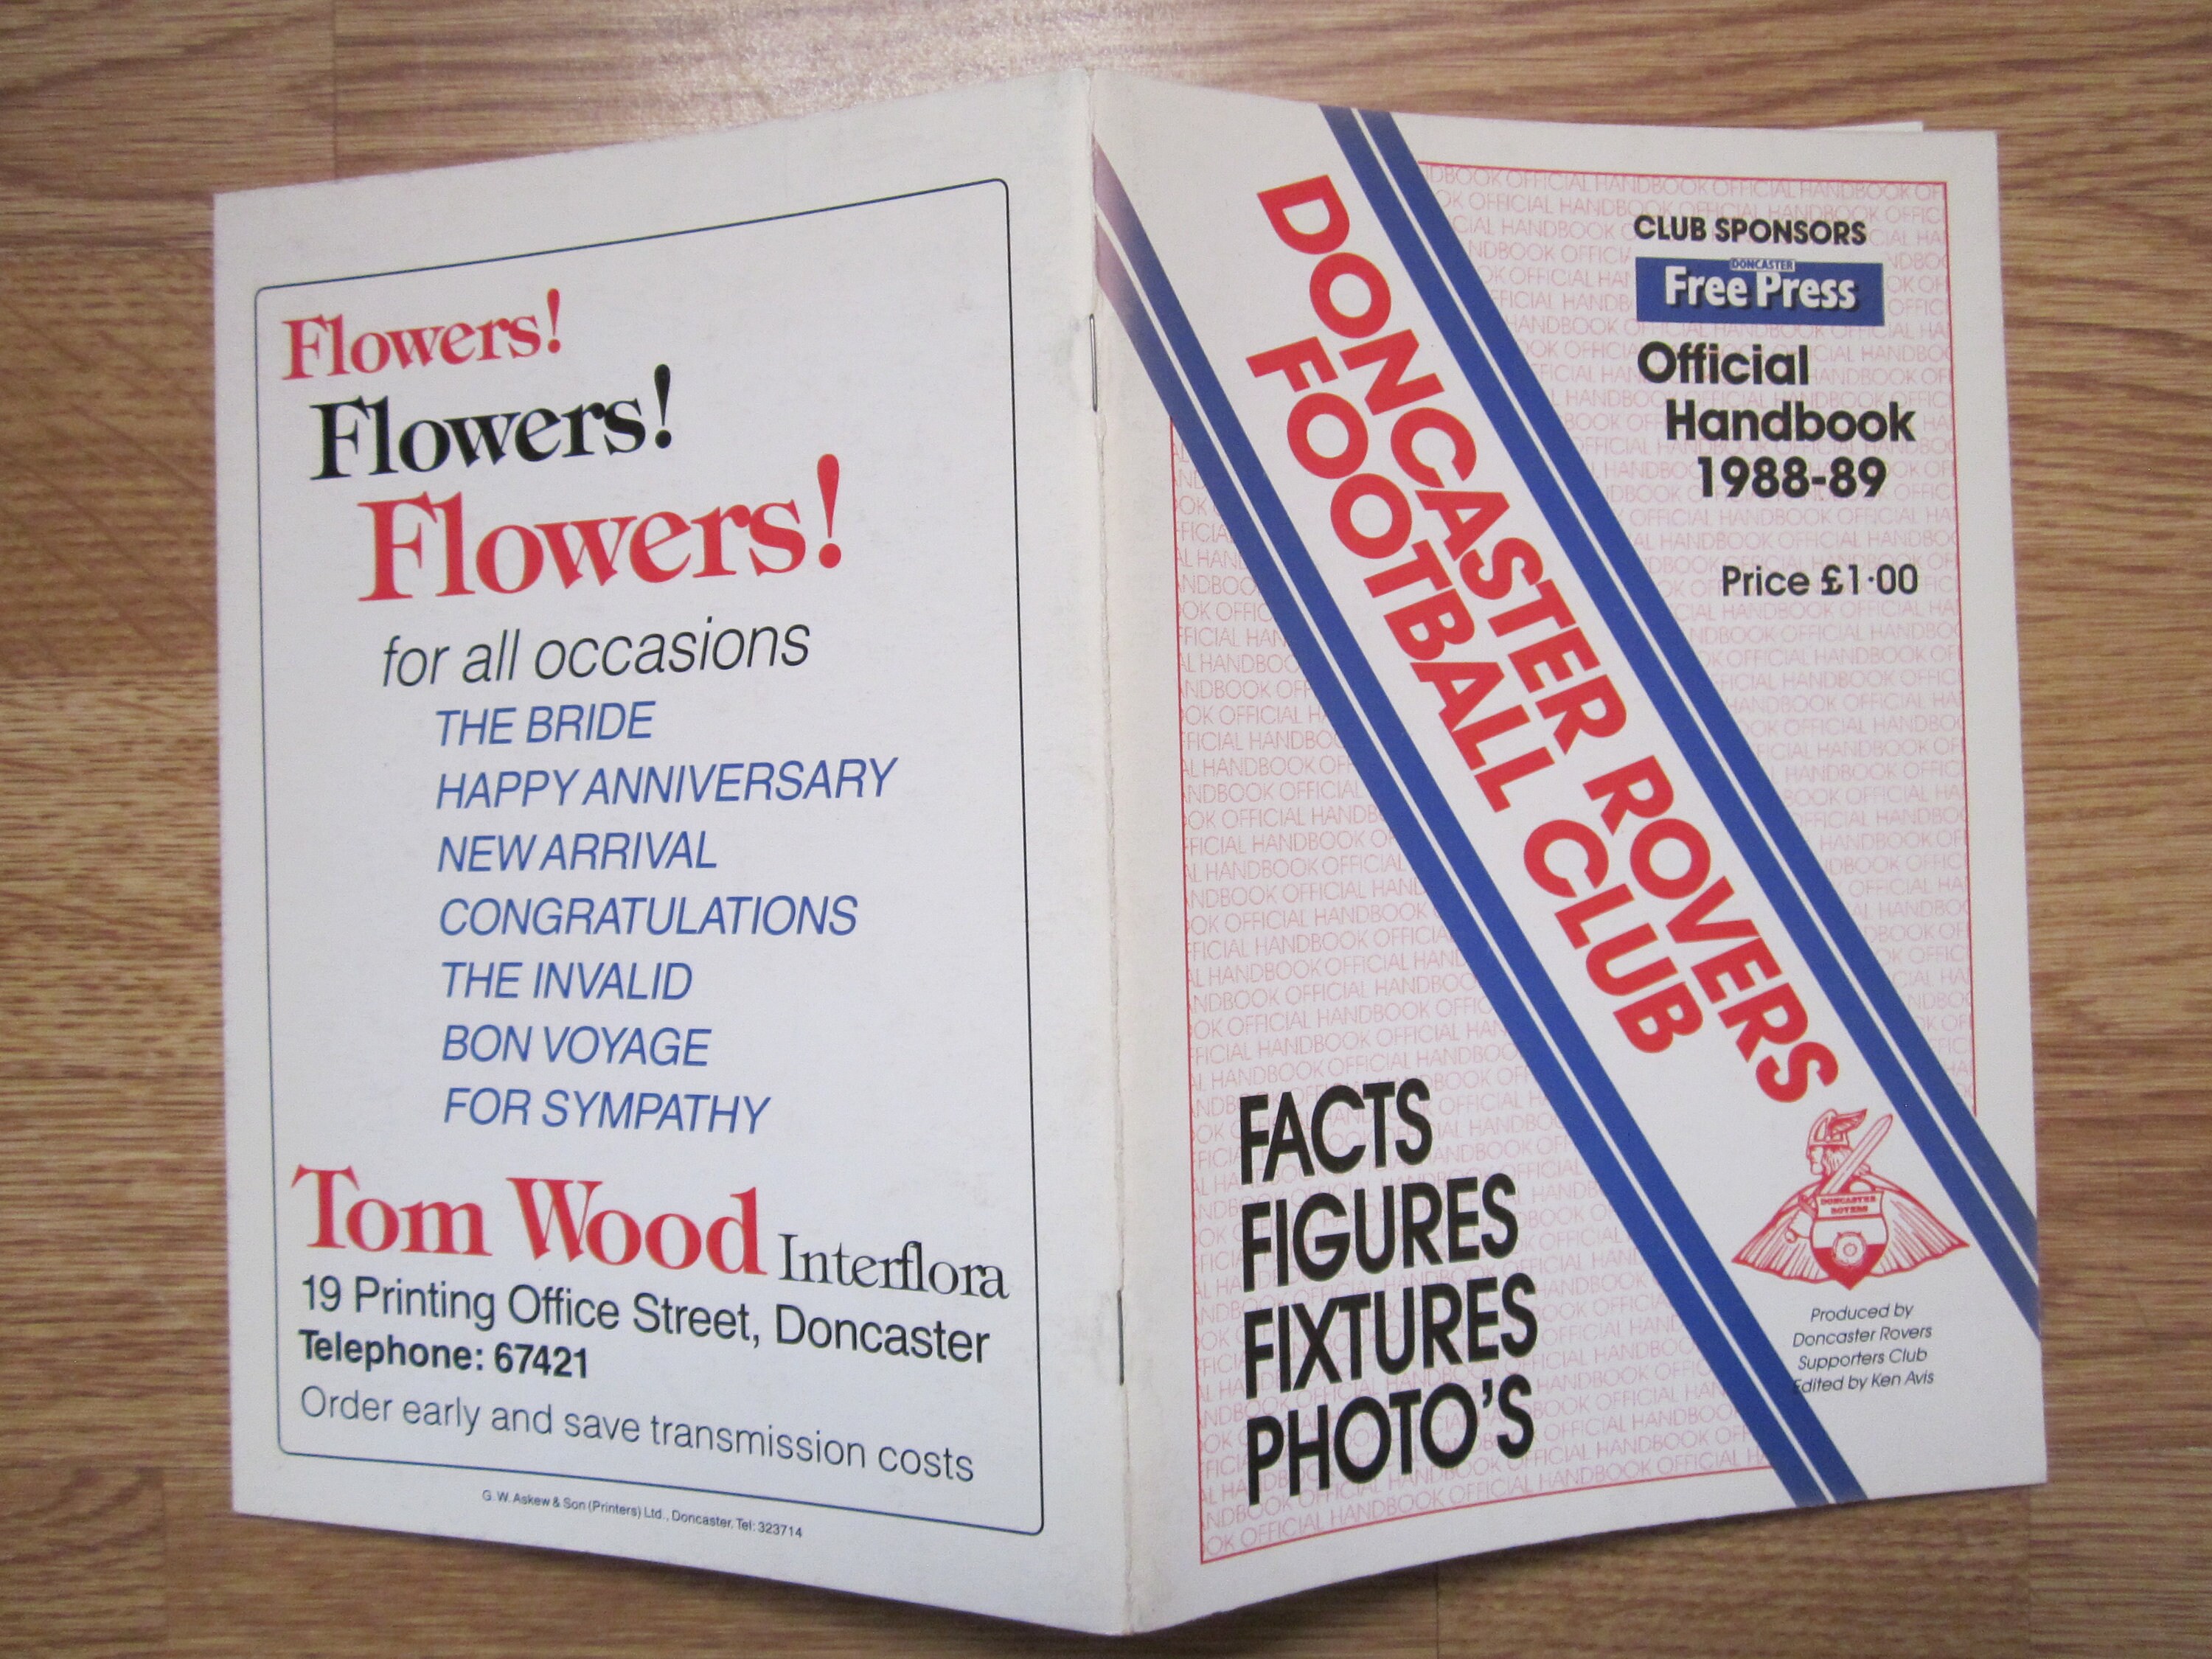 Flowers!
Flowers!
Flowers!
for all occasions
THE BRIDE
HAPPY ANNIVERSARY
NEW ARRIVAL
CONGRATULATIONS
THE INVALID
BON VOYAGE
FOR SYMPATHY
Tom Wood Interflora
19 Printing Office Street, Doncaster
Telephone: 67421
Order early and save transmission costs
G. W. Askew & Son (Printers) Ltd., Doncaster. Tel: 323714
CLUB SPONSORS
DONCASTER
Free Press
Official
Handbook
1988-89
Price £1·00
DONCASTER ROVERS
FOOTBALL CLUB
FACTS
FIGURES
FIXTURES
PHOTO'S
DONCASTER
ROVERS
Produced by
Doncaster Rovers
Supporters Club
Edited by Ken Avis